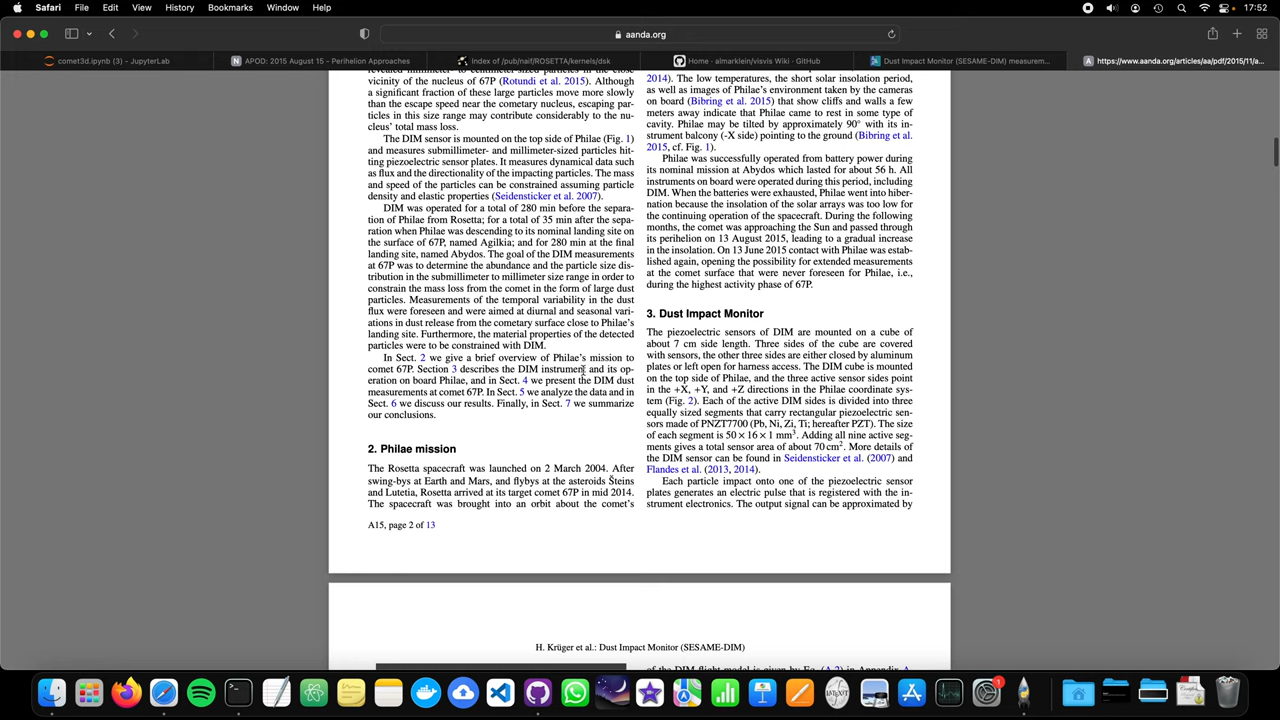 Safari File Edit View History Bookmarks Window Help 17:52
aanda.org
comet3d.ipynb (3) - JupyterLab
APOD: 2015 August 15 – Perihelion Approaches
Index of /pub/naif/ROSETTA/kernels/dsk
Home · almarklein/visvis Wiki · GitHub
Dust Impact Monitor (SESAME-DIM) measurem...
https://www.aanda.org/articles/aa/pdf/2015/11/a...
vicinity of the nucleus of 67P (Rotundi et al. 2015). Although
a significant fraction of these large particles move more slowly
than the escape speed near the cometary nucleus, escaping par-
ticles in this size range may contribute considerably to the nu-
cleus' total mass loss.
The DIM sensor is mounted on the top side of Philae (Fig. 1)
and measures submillimeter- and millimeter-sized particles hit-
ting piezoelectric sensor plates. It measures dynamical data such
as flux and the directionality of the impacting particles. The mass
and speed of the particles can be constrained assuming particle
density and elastic properties (Seidensticker et al. 2007).
DIM was operated for a total of 280 min before the separa-
tion of Philae from Rosetta; for a total of 35 min after the sepa-
ration when Philae was descending to its nominal landing site on
the surface of 67P, named Agilkia; and for 280 min at the final
landing site, named Abydos. The goal of the DIM measurements
at 67P was to determine the abundance and the particle size dis-
tribution in the submillimeter to millimeter size range in order to
constrain the mass loss from the comet in the form of large dust
particles. Measurements of the temporal variability in the dust
flux were foreseen and were aimed at diurnal and seasonal vari-
ations in dust release from the cometary surface close to Philae's
landing site. Furthermore, the material properties of the detected
particles were to be constrained with DIM.
In Sect. 2 we give a brief overview of Philae's mission to
comet 67P. Section 3 describes the DIM instrument and its op-
eration on board Philae, and in Sect. 4 we present the DIM dust
measurements at comet 67P. In Sect. 5 we analyze the data and in
Sect. 6 we discuss our results. Finally, in Sect. 7 we summarize
our conclusions.
2. Philae mission
The Rosetta spacecraft was launched on 2 March 2004. After
swing-bys at Earth and Mars, and flybys at the asteroids Šteins
and Lutetia, Rosetta arrived at its target comet 67P in mid 2014.
The spacecraft was brought into an orbit about the comet's
A15, page 2 of 13
2014). The low temperatures, the short solar insolation period,
as well as images of Philae's environment taken by the cameras
on board (Bibring et al. 2015) that show cliffs and walls a few
meters away indicate that Philae came to rest in some type of
cavity. Philae may be tilted by approximately 90° with its in-
strument balcony (-X side) pointing to the ground (Bibring et al.
2015, cf. Fig. 1).
Philae was successfully operated from battery power during
its nominal mission at Abydos which lasted for about 56 h. All
instruments on board were operated during this period, including
DIM. When the batteries were exhausted, Philae went into hiber-
nation because the insolation of the solar arrays was too low for
the continuing operation of the spacecraft. During the following
months, the comet was approaching the Sun and passed through
its perihelion on 13 August 2015, leading to a gradual increase
in the insolation. On 13 June 2015 contact with Philae was estab-
lished again, opening the possibility for extended measurements
at the comet surface that were never foreseen for Philae, i.e.,
during the highest activity phase of 67P.
3. Dust Impact Monitor
The piezoelectric sensors of DIM are mounted on a cube of
about 7 cm side length. Three sides of the cube are covered
with sensors, the other three sides are either closed by aluminum
plates or left open for harness access. The DIM cube is mounted
on the top side of Philae, and the three active sensor sides point
in the +X, +Y, and +Z directions in the Philae coordinate sys-
tem (Fig. 2). Each of the active DIM sides is divided into three
equally sized segments that carry rectangular piezoelectric sen-
sors made of PNZT7700 (Pb, Ni, Zi, Ti; hereafter PZT). The size
of each segment is 50 × 16 × 1 mm³. Adding all nine active seg-
ments gives a total sensor area of about 70 cm². More details of
the DIM sensor can be found in Seidensticker et al. (2007) and
Flandes et al. (2013, 2014).
Each particle impact onto one of the piezoelectric sensor
plates generates an electric pulse that is registered with the in-
strument electronics. The output signal can be approximated by
H. Krüger et al.: Dust Impact Monitor (SESAME-DIM)
of the DIM flight model is given by Eq. (A.2) in Appendix A